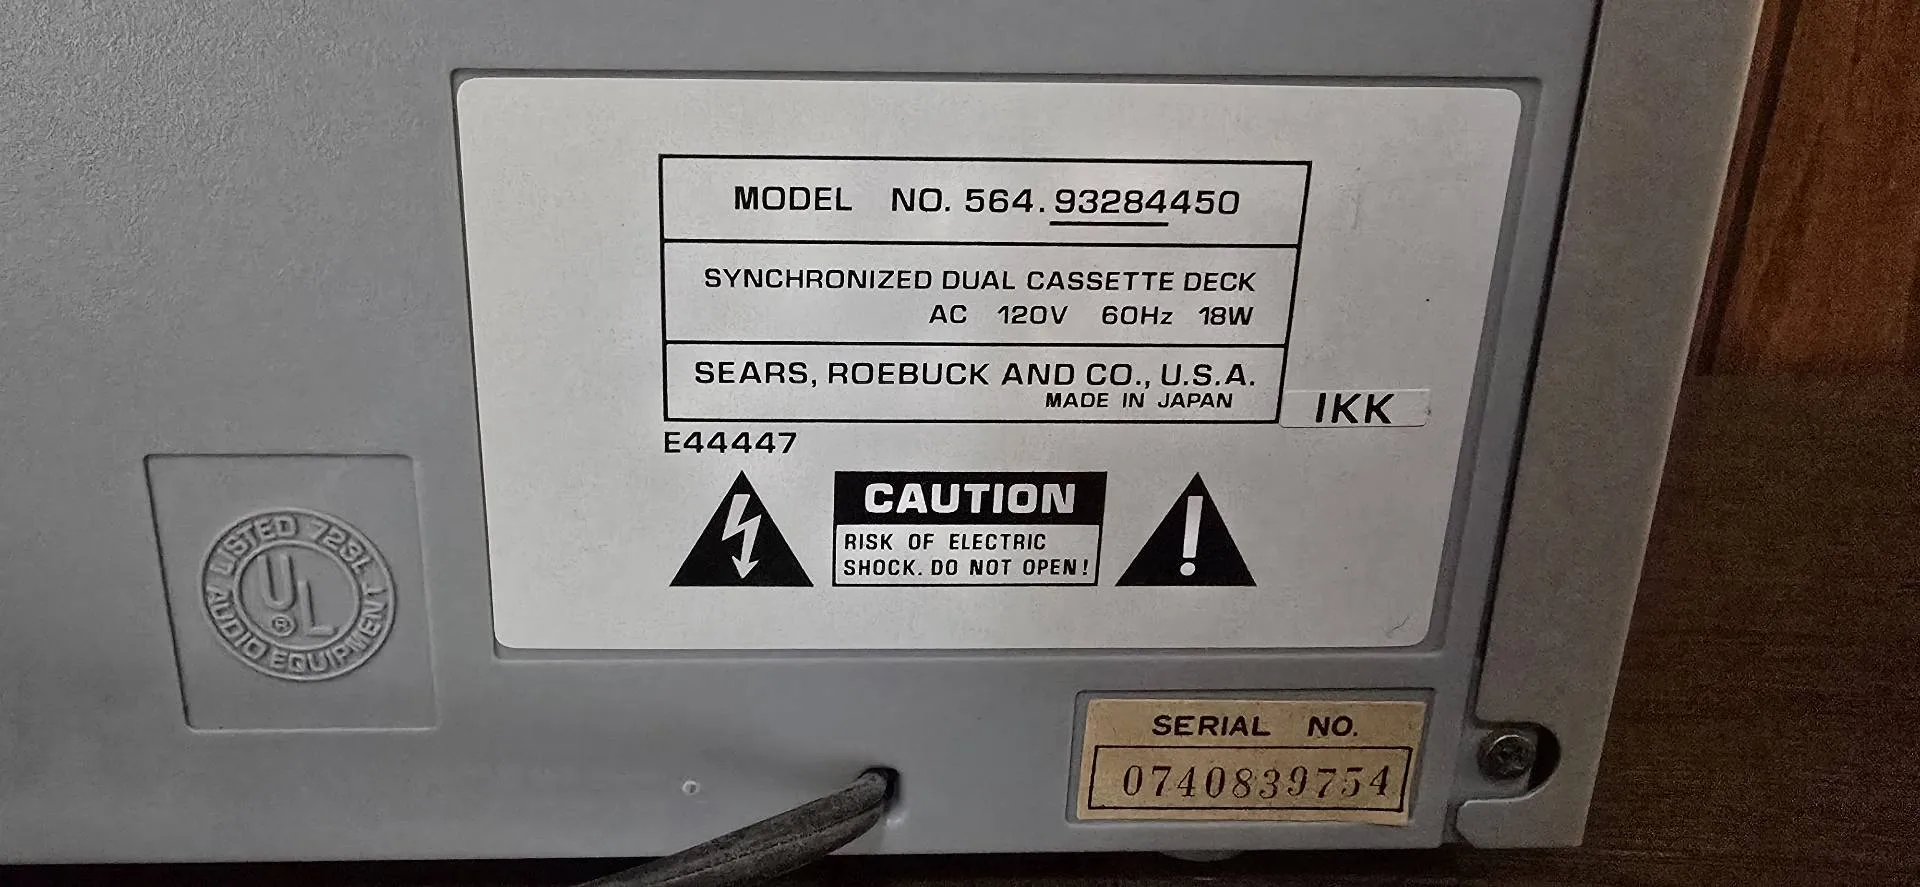 MODEL NO. 564.93284450
SYNCHRONIZED DUAL CASSETTE DECK
AC 120V 60Hz 18W
SEARS, ROEBUCK AND CO., U.S.A.
MADE IN JAPAN
IKK
E44447
CAUTION
RISK OF ELECTRIC
SHOCK. DO NOT OPEN!
LISTED 723L
UL
®
AUDIO EQUIPMENT
SERIAL NO.
0740839754